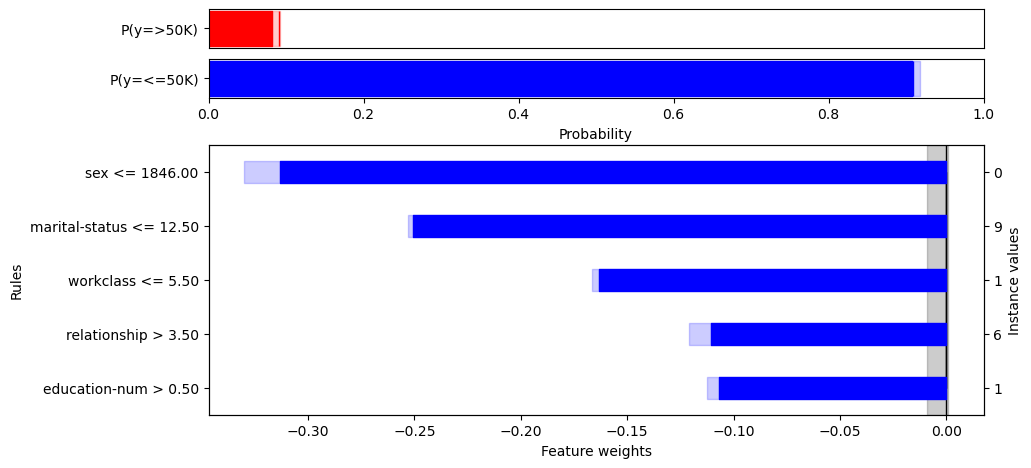 P(y=>50K)
P(y=<=50K)
0.0 0.2 0.4 0.6 0.8 1.0
Probability
sex <= 1846.00 0
marital-status <= 12.50 9
workclass <= 5.50 1
relationship > 3.50 6
education-num > 0.50 1
Rules
Instance values
−0.30 −0.25 −0.20 −0.15 −0.10 −0.05 0.00
Feature weights